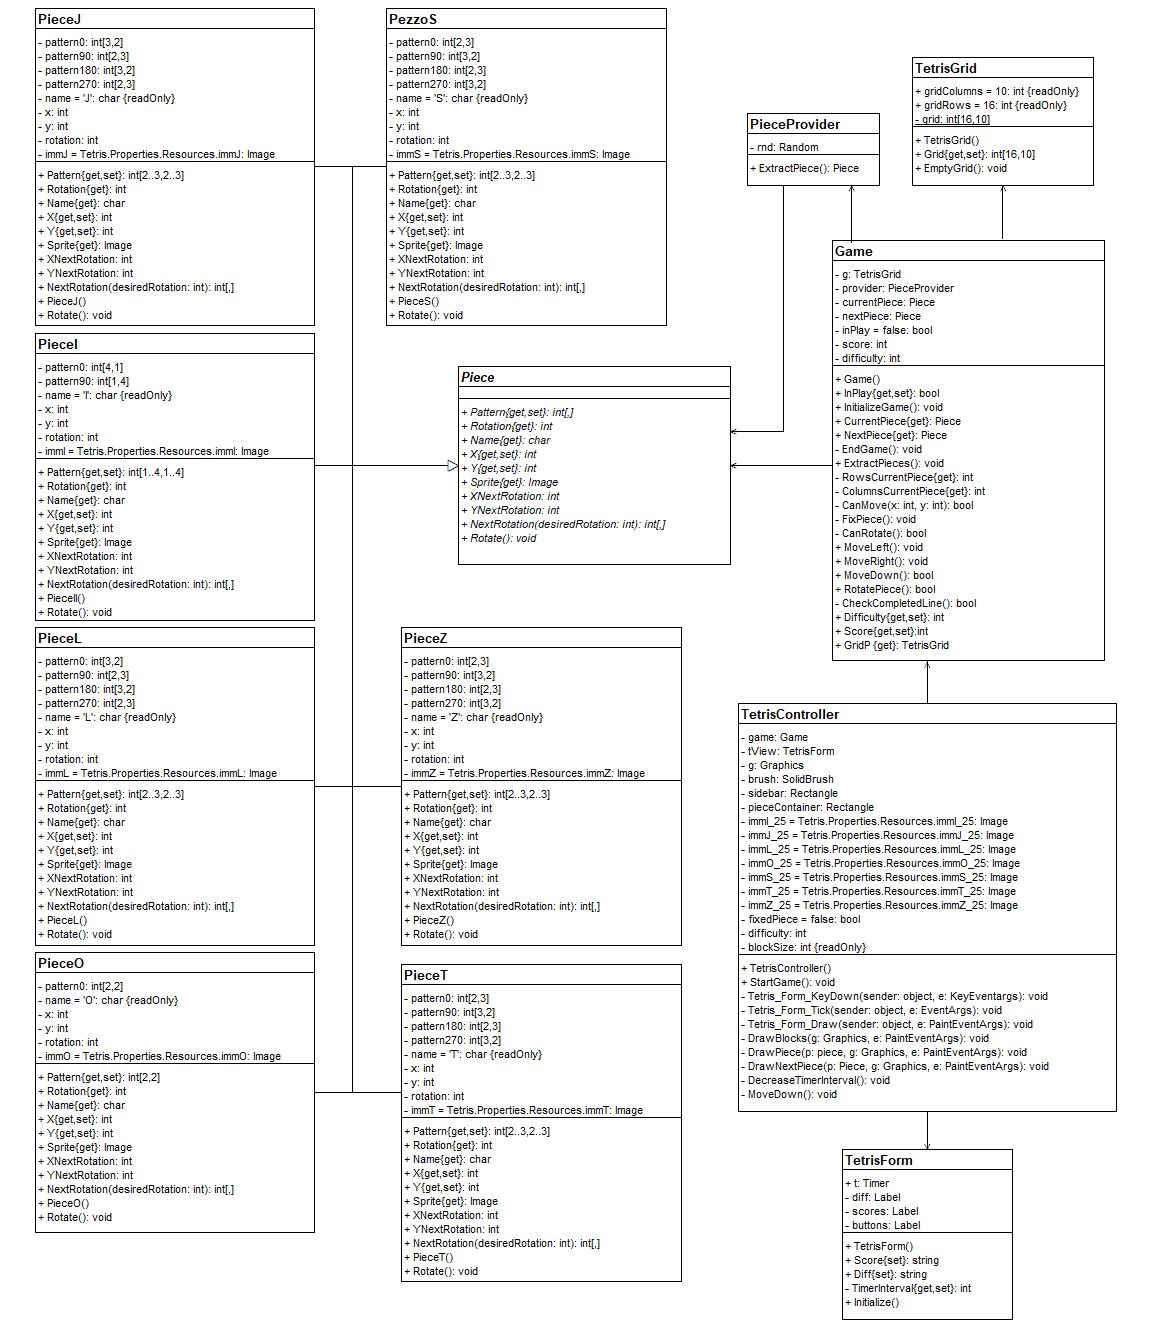 PieceJ
- pattern0: int[3,2]
- pattern90: int[2,3]
- pattern180: int[3,2]
- pattern270: int[2,3]
- name = 'J': char {readOnly}
- x: int
- y: int
- rotation: int
- immJ = Tetris.Properties.Resources.immJ: Image
+ Pattern{get,set}: int[2..3,2..3]
+ Rotation{get}: int
+ Name{get}: char
+ X{get,set}: int
+ Y{get,set}: int
+ Sprite{get}: Image
+ XNextRotation: int
+ YNextRotation: int
+ NextRotation(desiredRotation: int): int[,]
+ PieceJ()
+ Rotate(): void
PezzoS
- pattern0: int[2,3]
- pattern90: int[3,2]
- pattern180: int[2,3]
- pattern270: int[3,2]
- name = 'S': char {readOnly}
- x: int
- y: int
- rotation: int
- immS = Tetris.Properties.Resources.immS: Image
+ Pattern{get,set}: int[2..3,2..3]
+ Rotation{get}: int
+ Name{get}: char
+ X{get,set}: int
+ Y{get,set}: int
+ Sprite{get}: Image
+ XNextRotation: int
+ YNextRotation: int
+ NextRotation(desiredRotation: int): int[,]
+ PieceS()
+ Rotate(): void
PieceProvider
- rnd: Random
+ ExtractPiece(): Piece
TetrisGrid
+ gridColumns = 10: int {readOnly}
+ gridRows = 16: int {readOnly}
- grid: int[16,10]
+ TetrisGrid()
+ Grid{get,set}: int[16,10]
+ EmptyGrid(): void
Game
- g: TetrisGrid
- provider: PieceProvider
- currentPiece: Piece
- nextPiece: Piece
- inPlay = false: bool
- score: int
- difficulty: int
+ Game()
+ InPlay{get,set}: bool
+ InitializeGame(): void
+ CurrentPiece{get}: Piece
+ NextPiece{get}: Piece
- EndGame(): void
+ ExtractPieces(): void
- RowsCurrentPiece{get}: int
- ColumnsCurrentPiece{get}: int
- CanMove(x: int, y: int): bool
- FixPiece(): void
- CanRotate(): bool
+ MoveLeft(): void
+ MoveRight(): void
+ MoveDown(): bool
+ RotatePiece(): bool
- CheckCompletedLine(): bool
+ Difficulty{get,set}: int
+ Score{get,set}:int
+ GridP {get}: TetrisGrid
PieceI
- pattern0: int[4,1]
- pattern90: int[1,4]
- name = 'I': char {readOnly}
- x: int
- y: int
- rotation: int
- immI = Tetris.Properties.Resources.immI: Image
+ Pattern{get,set}: int[1..4,1..4]
+ Rotation{get}: int
+ Name{get}: char
+ X{get,set}: int
+ Y{get,set}: int
+ Sprite{get}: Image
+ XNextRotation: int
+ YNextRotation: int
+ NextRotation(desiredRotation: int): int[,]
+ PieceII()
+ Rotate(): void
Piece
+ Pattern{get,set}: int[,]
+ Rotation{get}: int
+ Name{get}: char
+ X{get,set}: int
+ Y{get,set}: int
+ Sprite{get}: Image
+ XNextRotation: int
+ YNextRotation: int
+ NextRotation(desiredRotation: int): int[,]
+ Rotate(): void
PieceL
- pattern0: int[3,2]
- pattern90: int[2,3]
- pattern180: int[3,2]
- pattern270: int[2,3]
- name = 'L': char {readOnly}
- x: int
- y: int
- rotation: int
- immL = Tetris.Properties.Resources.immL: Image
+ Pattern{get,set}: int[2..3,2..3]
+ Rotation{get}: int
+ Name{get}: char
+ X{get,set}: int
+ Y{get,set}: int
+ Sprite{get}: Image
+ XNextRotation: int
+ YNextRotation: int
+ NextRotation(desiredRotation: int): int[,]
+ PieceL()
+ Rotate(): void
PieceZ
- pattern0: int[2,3]
- pattern90: int[3,2]
- pattern180: int[2,3]
- pattern270: int[3,2]
- name = 'Z': char {readOnly}
- x: int
- y: int
- rotation: int
- immZ = Tetris.Properties.Resources.immZ: Image
+ Pattern{get,set}: int[2..3,2..3]
+ Rotation{get}: int
+ Name{get}: char
+ X{get,set}: int
+ Y{get,set}: int
+ Sprite{get}: Image
+ XNextRotation: int
+ YNextRotation: int
+ NextRotation(desiredRotation: int): int[,]
+ PieceZ()
+ Rotate(): void
TetrisController
- game: Game
- tView: TetrisForm
- g: Graphics
- brush: SolidBrush
- sidebar: Rectangle
- pieceContainer: Rectangle
- immI_25 = Tetris.Properties.Resources.immI_25: Image
- immJ_25 = Tetris.Properties.Resources.immJ_25: Image
- immL_25 = Tetris.Properties.Resources.immL_25: Image
- immO_25 = Tetris.Properties.Resources.immO_25: Image
- immS_25 = Tetris.Properties.Resources.immS_25: Image
- immT_25 = Tetris.Properties.Resources.immT_25: Image
- immZ_25 = Tetris.Properties.Resources.immZ_25: Image
- fixedPiece = false: bool
- difficulty: int
- blockSize: int {readOnly}
+ TetrisController()
+ StartGame(): void
- Tetris_Form_KeyDown(sender: object, e: KeyEventargs): void
- Tetris_Form_Tick(sender: object, e: EventArgs): void
- Tetris_Form_Draw(sender: object, e: PaintEventArgs): void
- DrawBlocks(g: Graphics, e: PaintEventArgs): void
- DrawPiece(p: piece, g: Graphics, e: PaintEventArgs): void
- DrawNextPiece(p: Piece, g: Graphics, e: PaintEventArgs): void
- DecreaseTimerInterval(): void
- MoveDown(): void
PieceO
- pattern0: int[2,2]
- name = 'O': char {readOnly}
- x: int
- y: int
- rotation: int
- immO = Tetris.Properties.Resources.immO: Image
+ Pattern{get,set}: int[2,2]
+ Rotation{get}: int
+ Name{get}: char
+ X{get,set}: int
+ Y{get,set}: int
+ Sprite{get}: Image
+ XNextRotation: int
+ YNextRotation: int
+ NextRotation(desiredRotation: int): int[,]
+ PieceO()
+ Rotate(): void
PieceT
- pattern0: int[2,3]
- pattern90: int[3,2]
- pattern180: int[2,3]
- pattern270: int[3,2]
- name = 'T': char {readOnly}
- x: int
- y: int
- rotation: int
- immT = Tetris.Properties.Resources.immT: Image
+ Pattern{get,set}: int[2..3,2..3]
+ Rotation{get}: int
+ Name{get}: char
+ X{get,set}: int
+ Y{get,set}: int
+ Sprite{get}: Image
+ XNextRotation: int
+ YNextRotation: int
+ NextRotation(desiredRotation: int): int[,]
+ PieceT()
+ Rotate(): void
TetrisForm
+ t: Timer
- diff: Label
- scores: Label
- buttons: Label
+ TetrisForm()
+ Score{set}: string
+ Diff{set}: string
- TimerInterval{get,set}: int
+ Initialize()